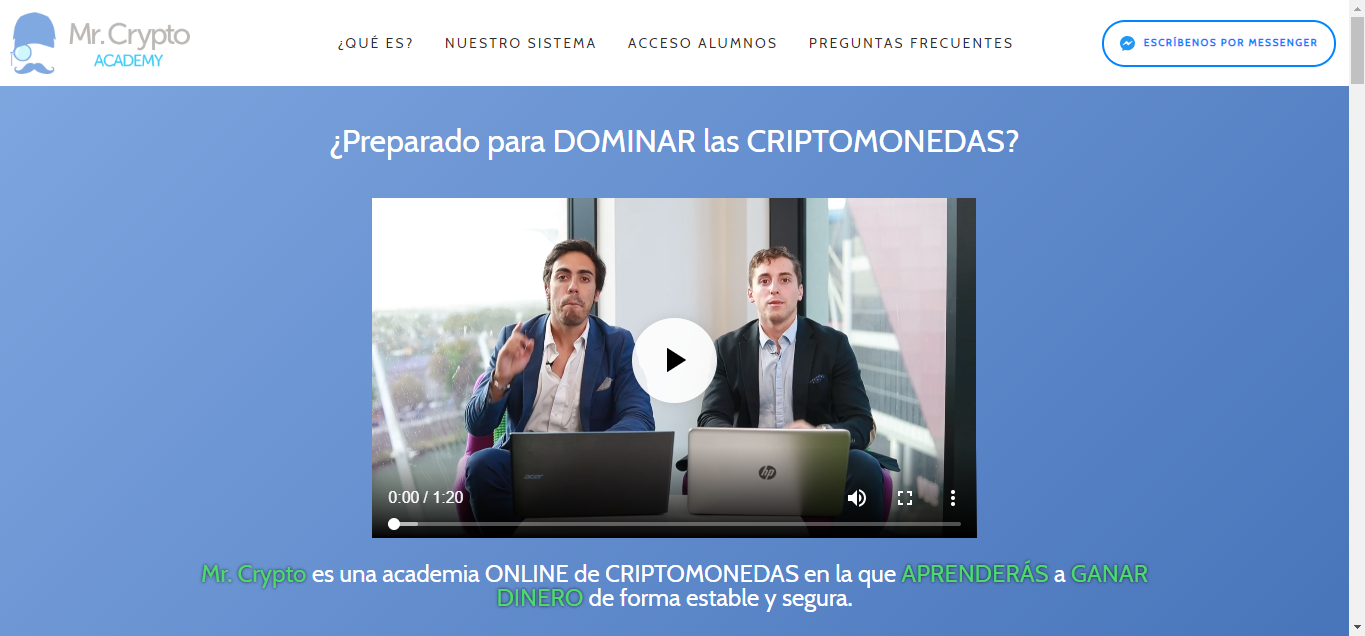 Mr. Crypto
ACADEMY
¿QUÉ ES?
NUESTRO SISTEMA
ACCESO ALUMNOS
PREGUNTAS FRECUENTES
ESCRÍBENOS POR MESSENGER
¿Preparado para DOMINAR las CRIPTOMONEDAS?
acer
hp
0:00 / 1:20
Mr. Crypto es una academia ONLINE de CRIPTOMONEDAS en la que APRENDERÁS a GANAR
DINERO de forma estable y segura.